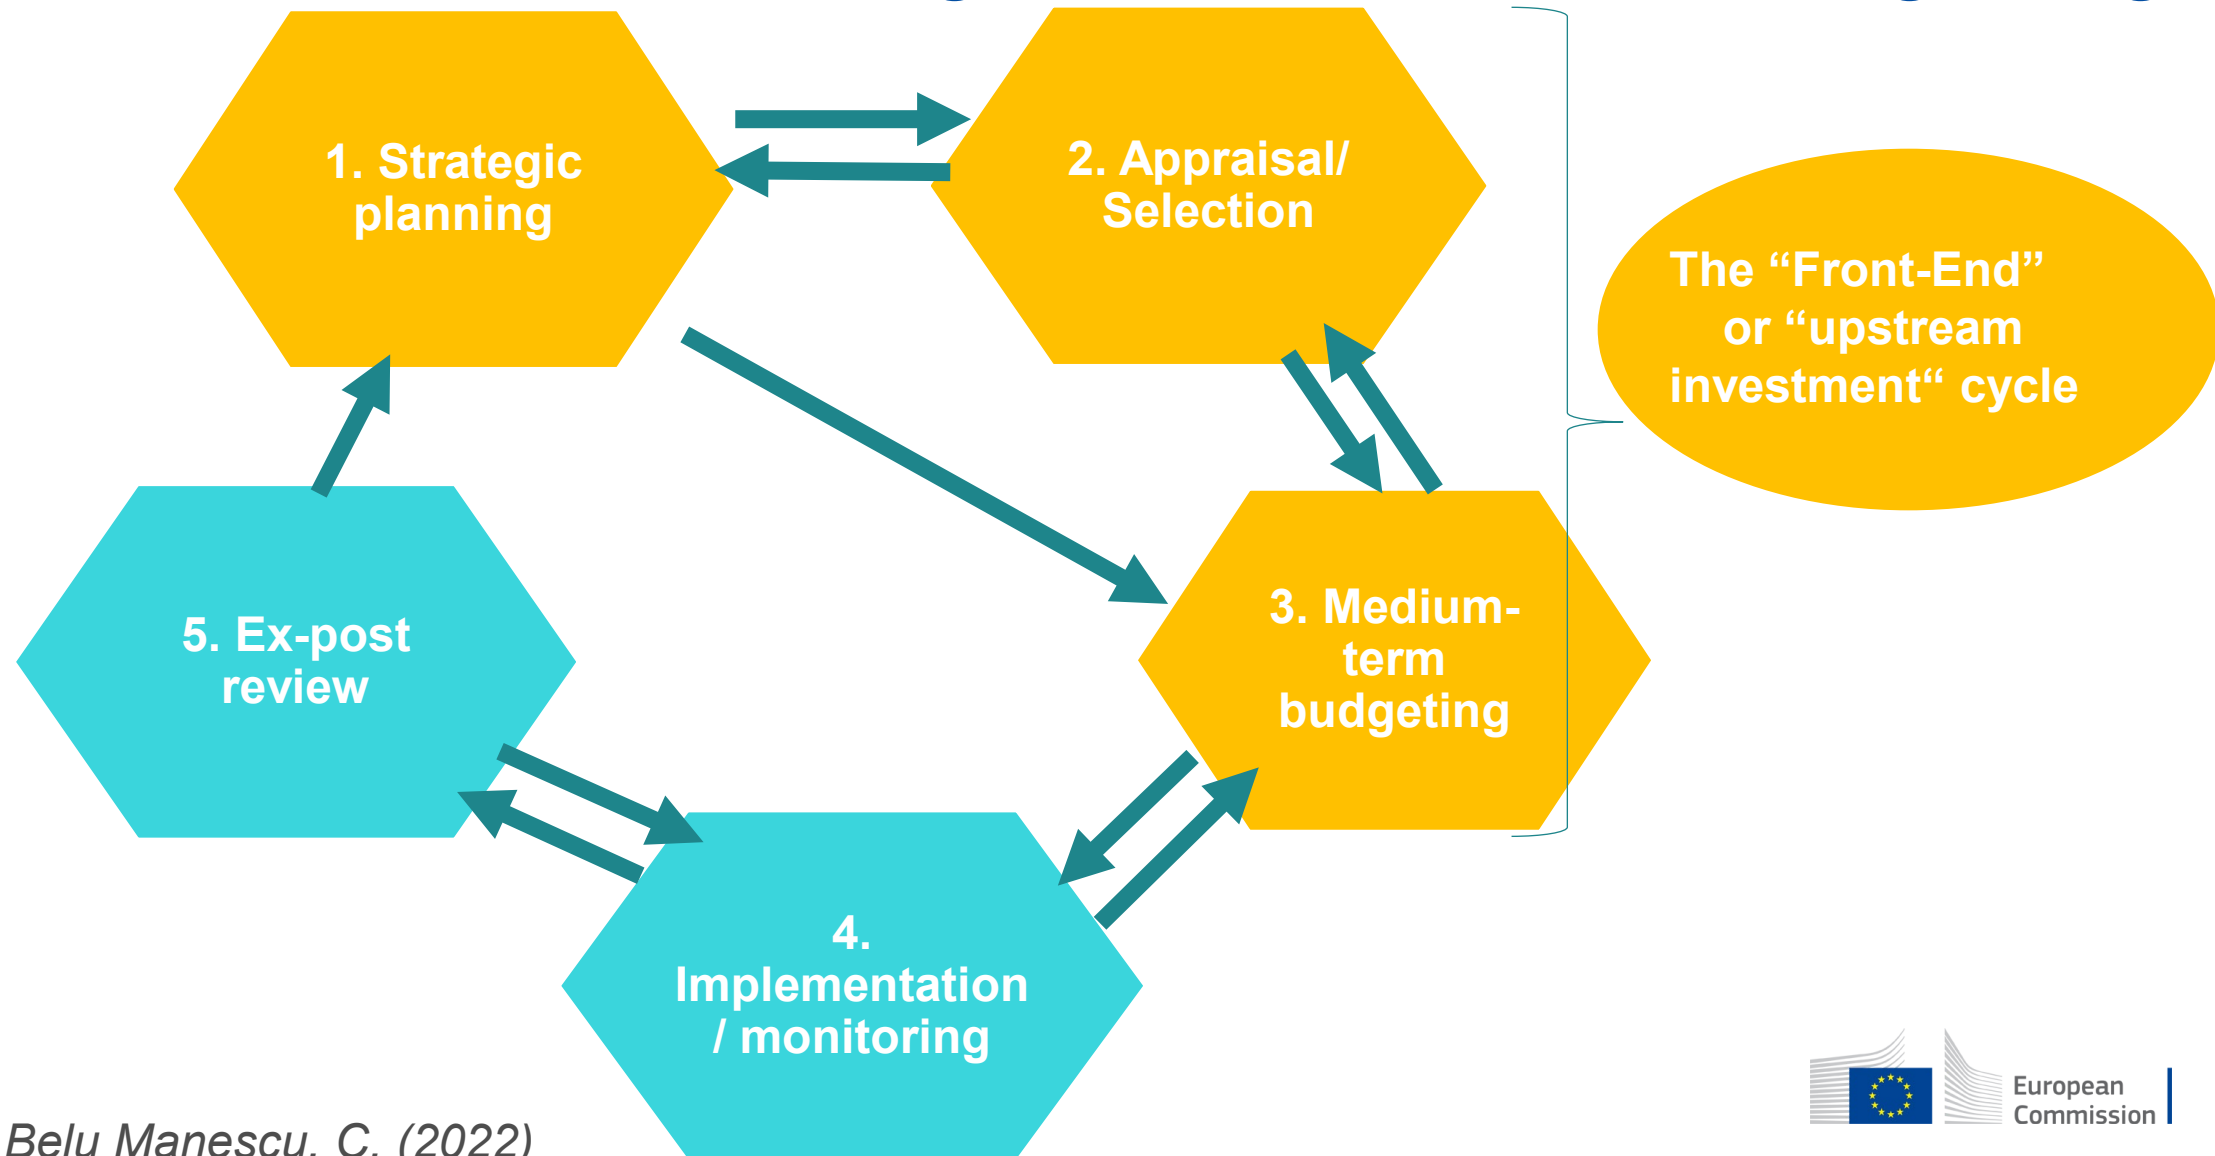 1. Strategic
planning
2. Appraisal/
Selection
The “Front-End”
or “upstream
investment“ cycle
3. Medium-
term
budgeting
5. Ex-post
review
4.
Implementation
/ monitoring
European
Commission
Belu Manescu, C. (2022)